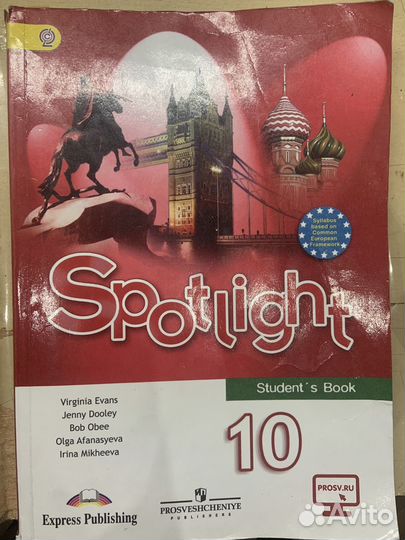 Syllabus
based on
Common
European
Framework
Spotlight
Student's Book
Virginia Evans
Jenny Dooley
Bob Obee
Olga Afanasyeva
Irina Mikheeva
10
PROSV.RU
Express Publishing
PROSVESHCHENIYE
PUBLISHERS
Avito